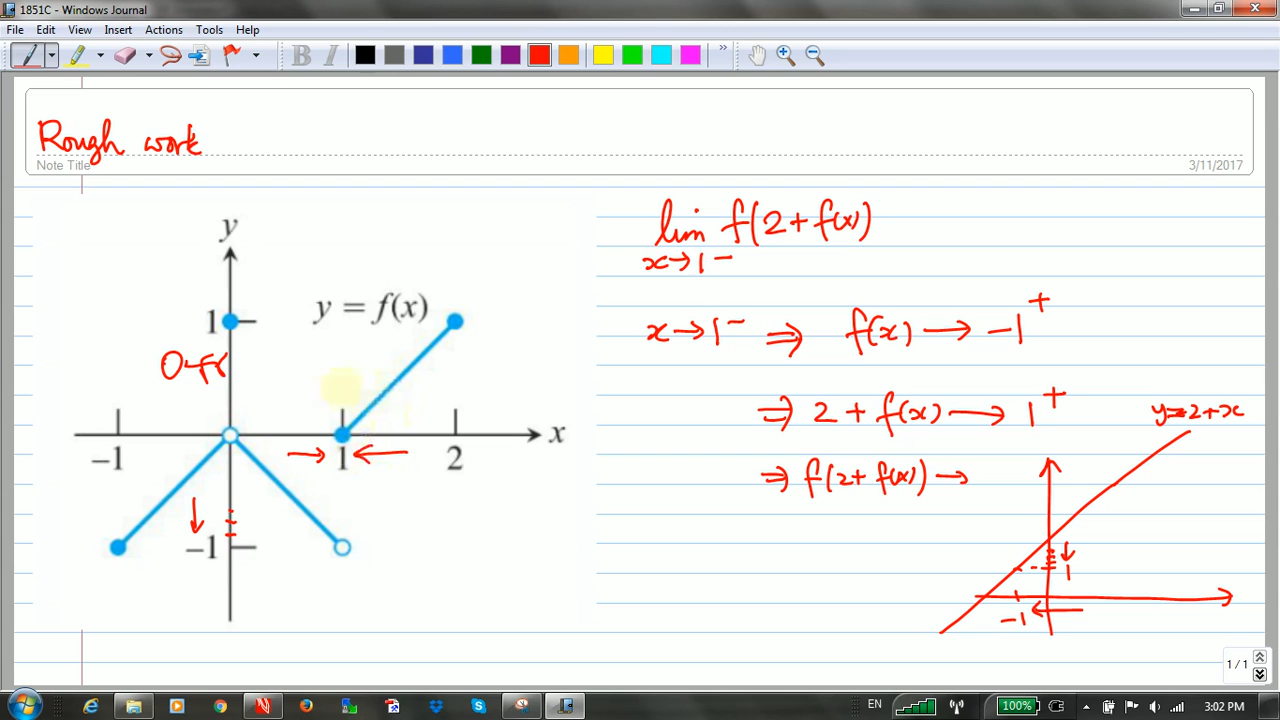 1851C - Windows Journal
File Edit View Insert Actions Tools Help
B I
Rough work
Note Title
3/11/2017
y
1
y = f(x)
-1
1
2
x
-1
lim f(2+f(x)
x→1⁻
x→1⁻ ⇒ f(x) → -1⁺
⇒ 2 + f(x) → 1⁺
y=2+x
⇒ f(2+ f(x)) →
1
-1
1 / 1
EN
100%
3:02 PM